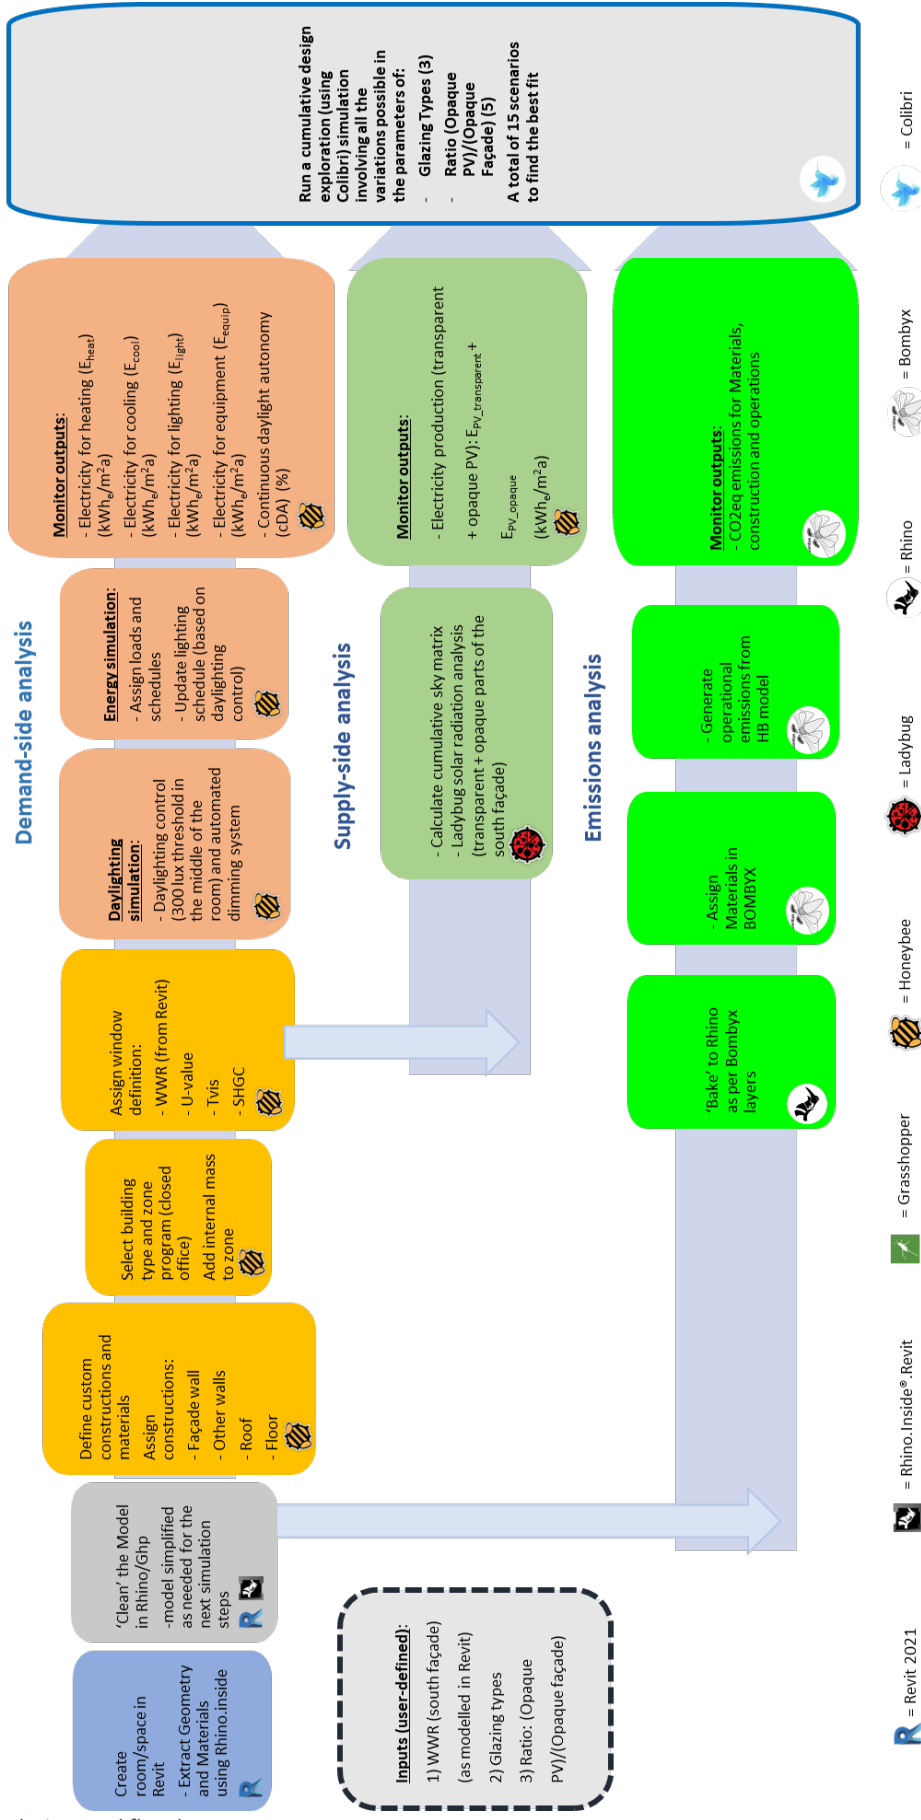 Demand-side analysis
Create
room/space in
Revit
- Extract Geometry
and Materials
using Rhino.inside
'Clean' the Model
in Rhino/Ghp
-model simplified
as needed for the
next simulation
steps
Define custom
constructions and
materials
Assign
constructions:
- Façade wall
- Other walls
- Roof
- Floor
Select building
type and zone
program (closed
office)
Add internal mass
to zone
Assign window
definition:
- WWR (from Revit)
- U-value
- Tvis
- SHGC
Daylighting
simulation:
- Daylighting control
(300 lux threshold in
the middle of the
room) and automated
dimming system
Energy simulation:
- Assign loads and
schedules
- Update lighting
schedule (based on
daylighting
control)
Monitor outputs:
- Electricity for heating (Eheat)
(kWhe/m²a)
- Electricity for cooling (Ecool)
(kWhe/m²a)
- Electricity for lighting (Elight)
(kWhe/m²a)
- Electricity for equipment (Eequip)
(kWhe/m²a)
- Continuous daylight autonomy
(cDA) (%)
Supply-side analysis
- Calculate cumulative sky matrix
- Ladybug solar radiation analysis
(transparent + opaque parts of the
south façade)
Monitor outputs:
- Electricity production (transparent
+ opaque PV): EPV_transparent +
EPV_opaque
(kWhe/m²a)
Inputs (user-defined):
1) WWR (south façade)
(as modelled in Revit)
2) Glazing types
3) Ratio: (Opaque
PV)/(Opaque façade)
Emissions analysis
'Bake' to Rhino
as per Bombyx
layers
- Assign
Materials in
BOMBYX
- Generate
operational
emissions from
HB model
Monitor outputs:
- CO2eq emissions for Materials,
construction and operations
Run a cumulative design
exploration (using
Colibri) simulation
involving all the
variations possible in
the parameters of:
- Glazing Types (3)
- Ratio (Opaque
PV)/(Opaque
Façade) (5)
A total of 15 scenarios
to find the best fit
R = Revit 2021
= Rhino.Inside®.Revit
= Grasshopper
= Honeybee
= Ladybug
= Rhino
= Bombyx
= Colibri